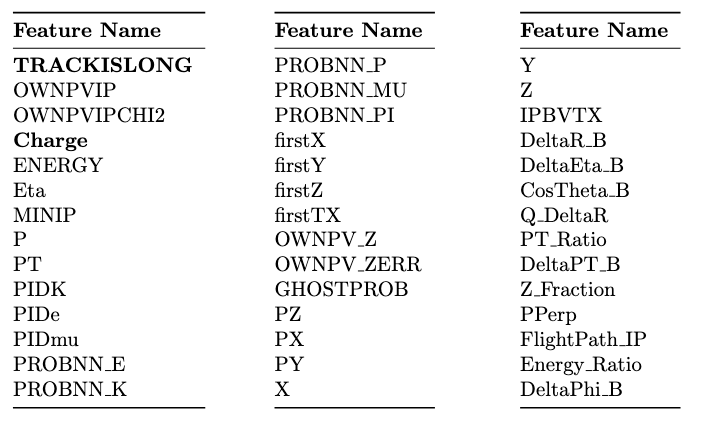 Feature Name
TRACKISLONG
OWNPVIP
OWNPVIPCHI2
Charge
ENERGY
Eta
MINIP
P
PT
PIDK
PIDe
PIDmu
PROBNN_E
PROBNN_K
Feature Name
PROBNN_P
PROBNN_MU
PROBNN_PI
firstX
firstY
firstZ
firstTX
OWNPV_Z
OWNPV_ZERR
GHOSTPROB
PZ
PX
PY
X
Feature Name
Y
Z
IPBVTX
DeltaR_B
DeltaEta_B
CosTheta_B
Q_DeltaR
PT_Ratio
DeltaPT_B
Z_Fraction
PPerp
FlightPath_IP
Energy_Ratio
DeltaPhi_B